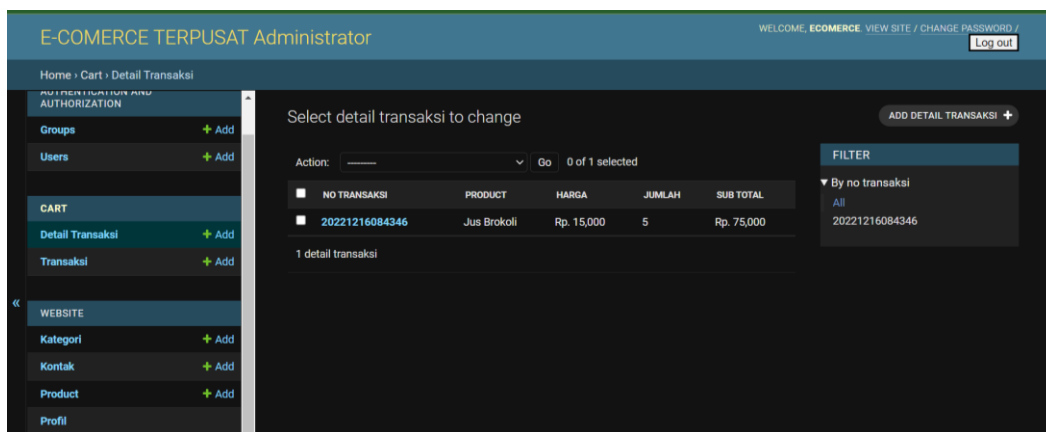 E-COMERCE TERPUSAT Administrator
WELCOME, ECOMERCE. VIEW SITE / CHANGE PASSWORD /
Log out
Home › Cart › Detail Transaksi
AUTHENTICATION AND
AUTHORIZATION
Groups + Add
Users + Add
CART
Detail Transaksi + Add
Transaksi + Add
«
WEBSITE
Kategori + Add
Kontak + Add
Product + Add
Profil
Select detail transaksi to change
ADD DETAIL TRANSAKSI +
Action: --------- Go 0 of 1 selected
NO TRANSAKSI PRODUCT HARGA JUMLAH SUB TOTAL
20221216084346 Jus Brokoli Rp. 15,000 5 Rp. 75,000
1 detail transaksi
FILTER
By no transaksi
All
20221216084346